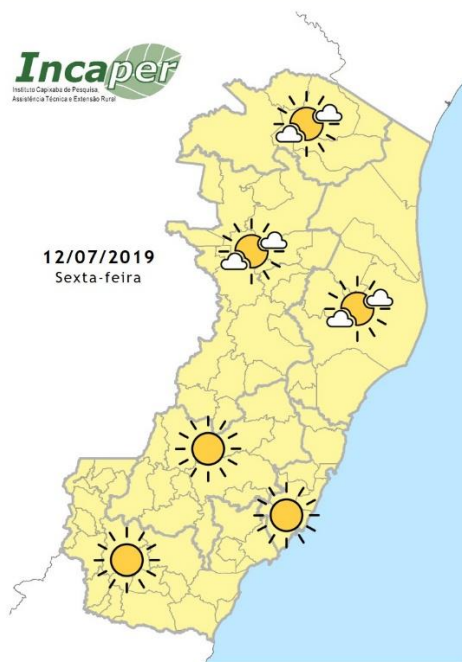 Incaper
Instituto Capixaba de Pesquisa,
Assistência Técnica e Extensão Rural
12/07/2019
Sexta-feira